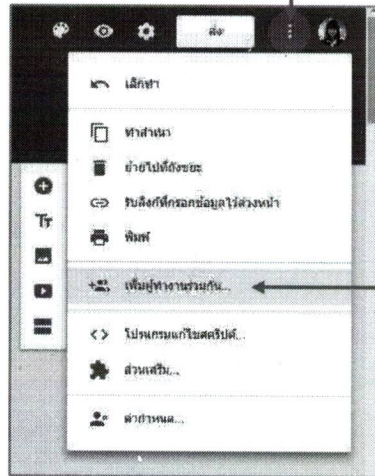 ส่ง
เลิกทำ
ทำสำเนา
ย้ายไปที่ถังขยะ
รับลิงก์ที่กรอกข้อมูลไว้ล่วงหน้า
พิมพ์
เพิ่มผู้ทำงานร่วมกัน...
โปรแกรมแก้ไขสคริปต์...
ส่วนเสริม...
ค่ากำหนด...
Tт